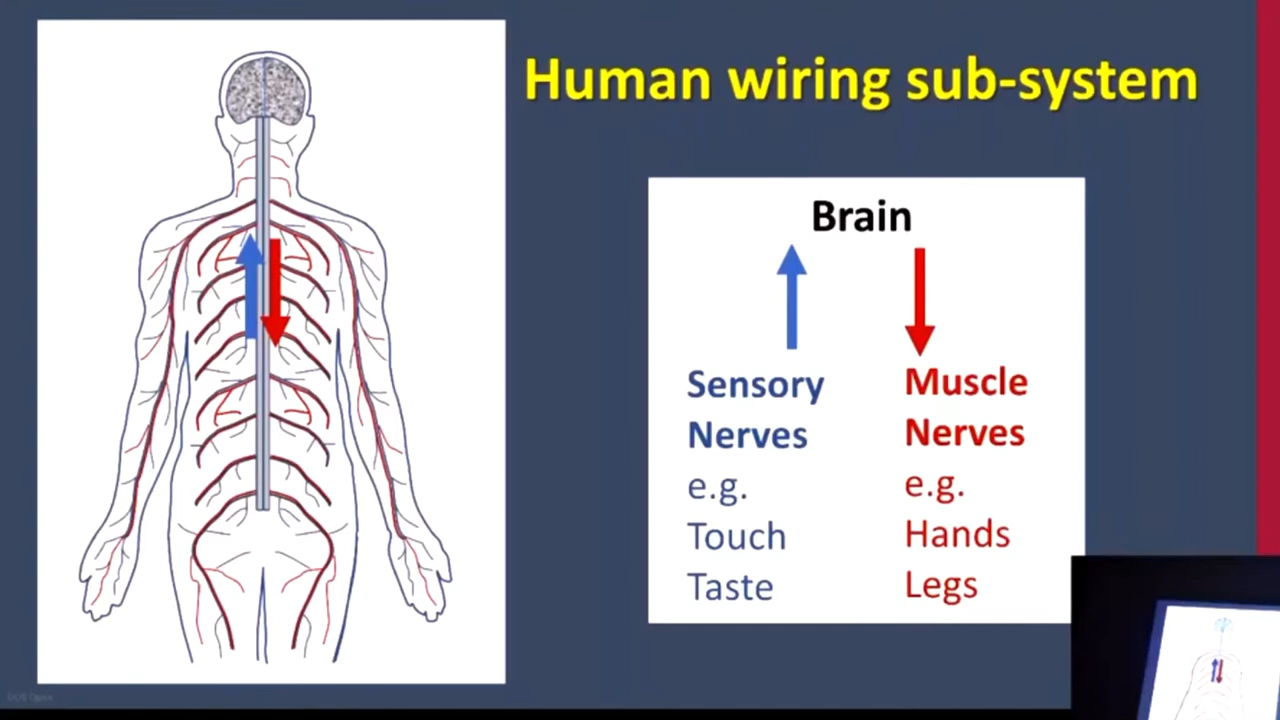 Human wiring sub-system
Brain
Sensory
Nerves
e.g.
Touch
Taste
Muscle
Nerves
e.g.
Hands
Legs